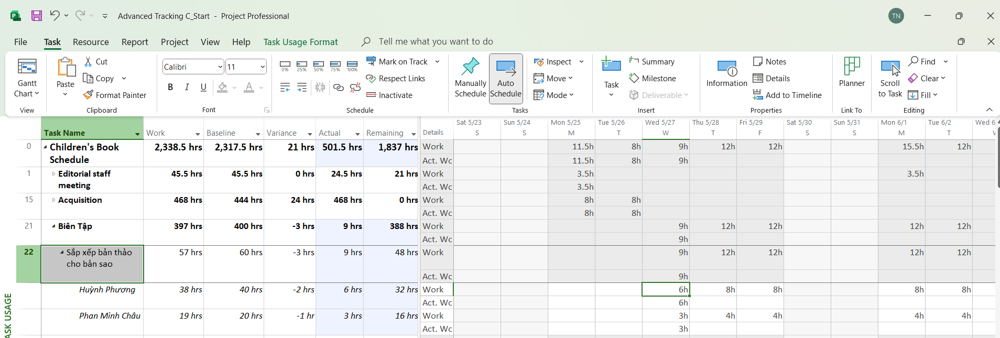 Advanced Tracking C_Start - Project Professional
TN
File Task Resource Report Project View Help Task Usage Format Tell me what you want to do
Gantt Chart
View
Paste
Cut
Copy
Format Painter
Clipboard
Calibri 11
B I U A
Font
0% 25% 50% 75% 100%
Mark on Track
Respect Links
Inactivate
Schedule
Manually Schedule
Auto Schedule
Inspect
Move
Mode
Tasks
Task
Summary
Milestone
Deliverable
Insert
Information
Notes
Details
Add to Timeline
Properties
Planner
Link To
Scroll to Task
Find
Clear
Fill
Editing
Sat 5/23 Sun 5/24 Mon 5/25 Tue 5/26 Wed 5/27 Thu 5/28 Fri 5/29 Sat 5/30 Sun 5/31 Mon 6/1 Tue 6/2 Wed 6
Task Name Work Baseline Variance Actual Remaining Details S S M T W T F S S M T
0 Children's Book Schedule 2,338.5 hrs 2,317.5 hrs 21 hrs 501.5 hrs 1,837 hrs Work 11.5h 8h 9h 12h 12h 15.5h 12h
Act. Wc 11.5h 8h 9h
1 Editorial staff meeting 45.5 hrs 45.5 hrs 0 hrs 24.5 hrs 21 hrs Work 3.5h 3.5h
Act. Wc 3.5h
15 Acquisition 468 hrs 444 hrs 24 hrs 468 hrs 0 hrs Work 8h 8h
Act. Wc 8h 8h
21 Biên Tập 397 hrs 400 hrs -3 hrs 9 hrs 388 hrs Work 9h 12h 12h 12h 12h
Act. Wc 9h
22 Sắp xếp bản thảo cho bản sao 57 hrs 60 hrs -3 hrs 9 hrs 48 hrs Work 9h 12h 12h 12h 12h
Act. Wc 9h
Huỳnh Phương 38 hrs 40 hrs -2 hrs 6 hrs 32 hrs Work 6h 8h 8h 8h 8h
Act. Wc 6h
Phan Minh Châu 19 hrs 20 hrs -1 hr 3 hrs 16 hrs Work 3h 4h 4h 4h 4h
Act. Wc 3h
ASK USAGE